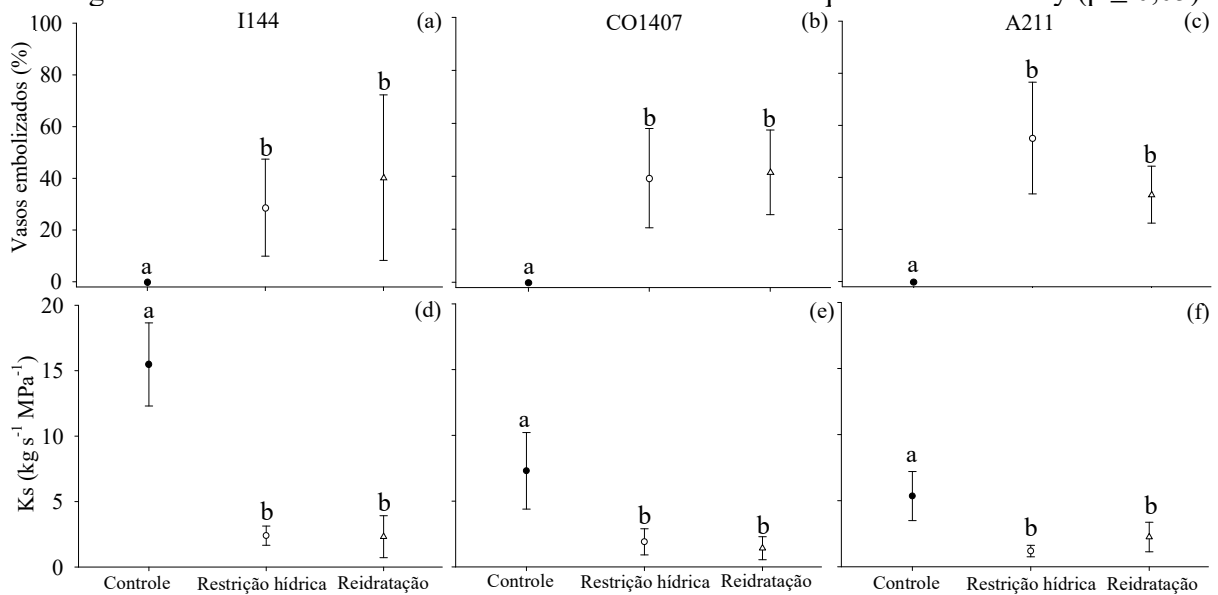 I144 (a) CO1407 (b) A211 (c)
Vasos embolizados (%)
100
80
60
40
20
0
a b b
a b b
a b b
(d) (e) (f)
Ks (kg s⁻¹ MPa⁻¹)
20
15
10
5
0
a b b
a b b
a b b
Controle Restrição hídrica Reidratação Controle Restrição hídrica Reidratação Controle Restrição hídrica Reidratação